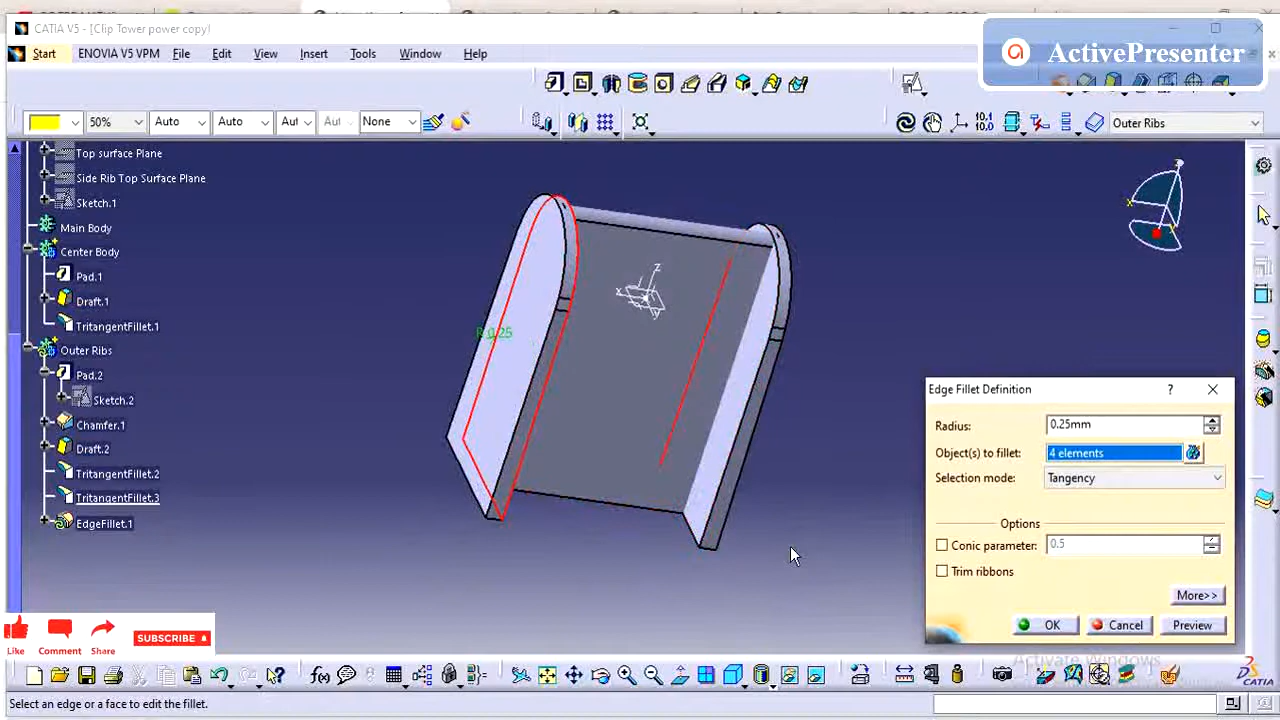 CATIA V5 - [Clip Tower power copy]
ActivePresenter
Start ENOVIA V5 VPM File Edit View Insert Tools Window Help
50% Auto Auto Aut Aut None Outer Ribs
Top surface Plane
Side Rib Top Surface Plane
Sketch.1
Main Body
Center Body
Pad.1
Draft.1
TritangentFillet.1
Outer Ribs
Pad.2
Sketch.2
Chamfer.1
Draft.2
TritangentFillet.2
TritangentFillet.3
EdgeFillet.1
R 0.25
z
x
Edge Fillet Definition ?
Radius: 0.25mm
Object(s) to fillet: 4 elements
Selection mode: Tangency
Options
Conic parameter: 0.5
Trim ribbons
More>>
OK Cancel Preview
Activate Windows
Like Comment Share SUBSCRIBE
CATIA
Select an edge or a face to edit the fillet.